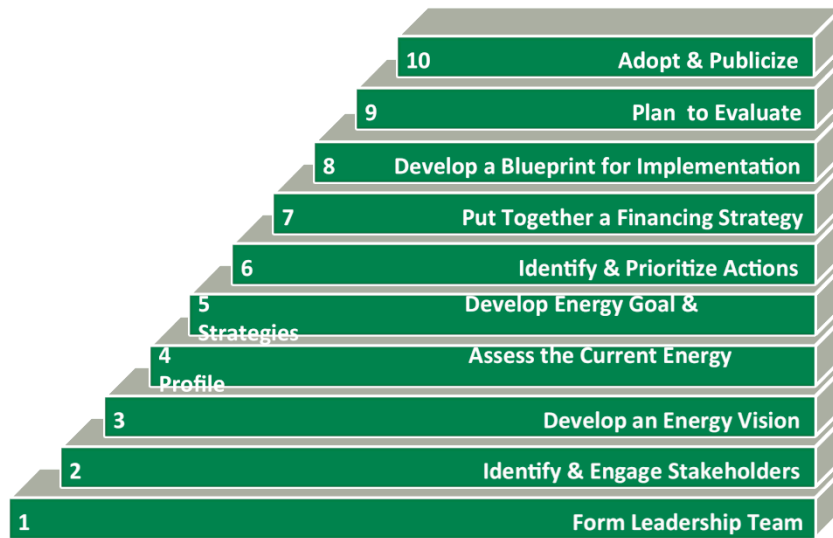 10 Adopt & Publicize
9 Plan to Evaluate
8 Develop a Blueprint for Implementation
7 Put Together a Financing Strategy
6 Identify & Prioritize Actions
5 Develop Energy Goal &
Strategies
4 Assess the Current Energy
Profile
3 Develop an Energy Vision
2 Identify & Engage Stakeholders
1 Form Leadership Team